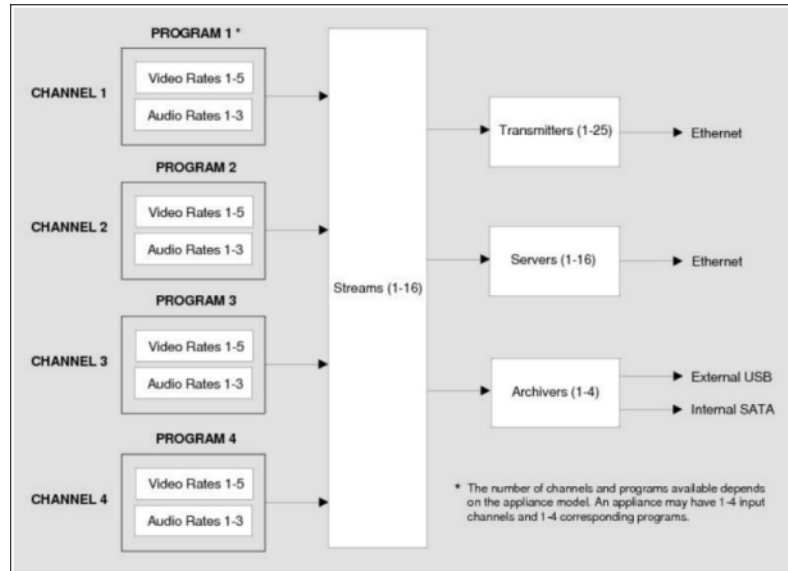 PROGRAM 1 *
CHANNEL 1
Video Rates 1-5
Audio Rates 1-3
PROGRAM 2
CHANNEL 2
Video Rates 1-5
Audio Rates 1-3
PROGRAM 3
CHANNEL 3
Video Rates 1-5
Audio Rates 1-3
PROGRAM 4
CHANNEL 4
Video Rates 1-5
Audio Rates 1-3
Streams (1-16)
Transmitters (1-25)
Ethernet
Servers (1-16)
Ethernet
Archivers (1-4)
External USB
Internal SATA
* The number of channels and programs available depends
on the appliance model. An appliance may have 1-4 input
channels and 1-4 corresponding programs.